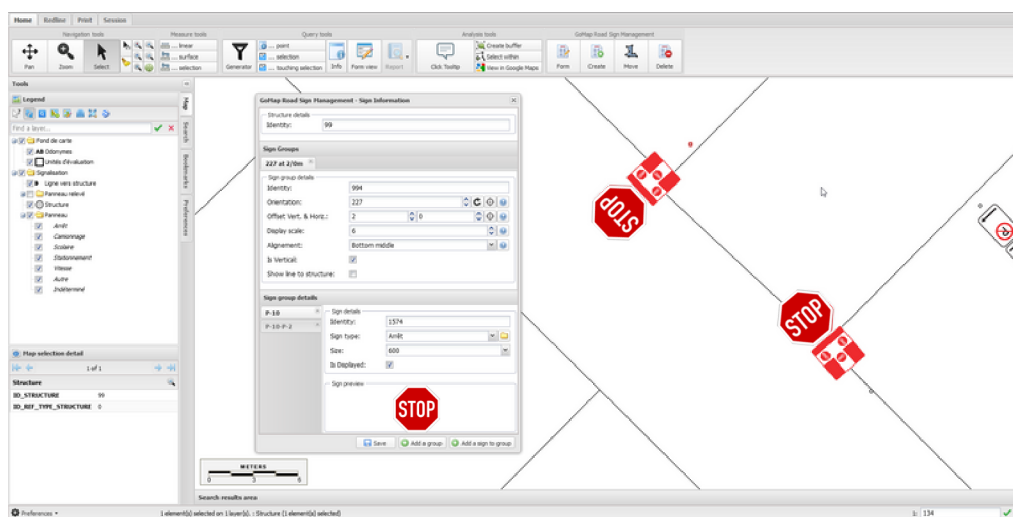 Home Redline Print Session
Navigation tools Measure tools Query tools Analysis tools GoMap Road Sign Management
Pan Zoom Select
... linear
... surface
... selection
Generator
... point
... selection
... touching selection
Info Form view Report
Click Tooltip
Create buffer
Select within
View in Google Maps
Form Create Move Delete
Tools
Legend
Find a layer...
Fond de carte
AB Odonymes
Unités d'évaluation
Signalisation
Ligne vers structure
Panneau relevé
Structure
Panneau
Arrêt
Camionnage
Scolaire
Stationnement
Vitesse
Autre
Indéterminé
Map
Search
Bookmarks
Preferences
Map selection detail
1 of 1
Structure
ID_STRUCTURE 99
ID_REF_TYPE_STRUCTURE 0
GoMap Road Sign Management - Sign Information
Structure details
Identity: 99
Sign Groups
227 at 2/0m
Sign group details
Identity: 994
Orientation: 227
Offset Vert. & Horz.: 2 0
Display scale: 6
Alignement: Bottom middle
Is Vertical:
Show line to structure:
Sign group details
P-10
P-10-P-2
Sign details
Identity: 1574
Sign type: Arrêt
Size: 600
Is Displayed:
Sign preview
STOP
Save Add a group Add a sign to group
STOP
STOP
METERS
0 3 6
Search results area
Preferences
1 element(s) selected on 1 layer(s). : Structure (1 element(s) selected)
1: 134